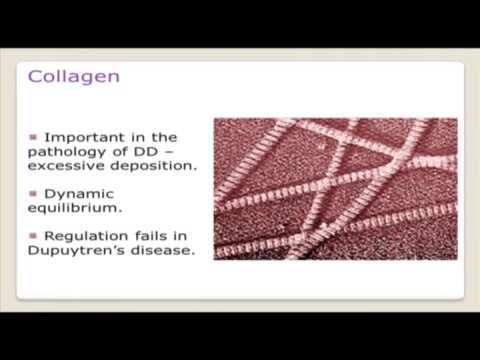 Collagen
Important in the
pathology of DD –
excessive deposition.
Dynamic
equilibrium.
Regulation fails in
Dupuytren’s disease.